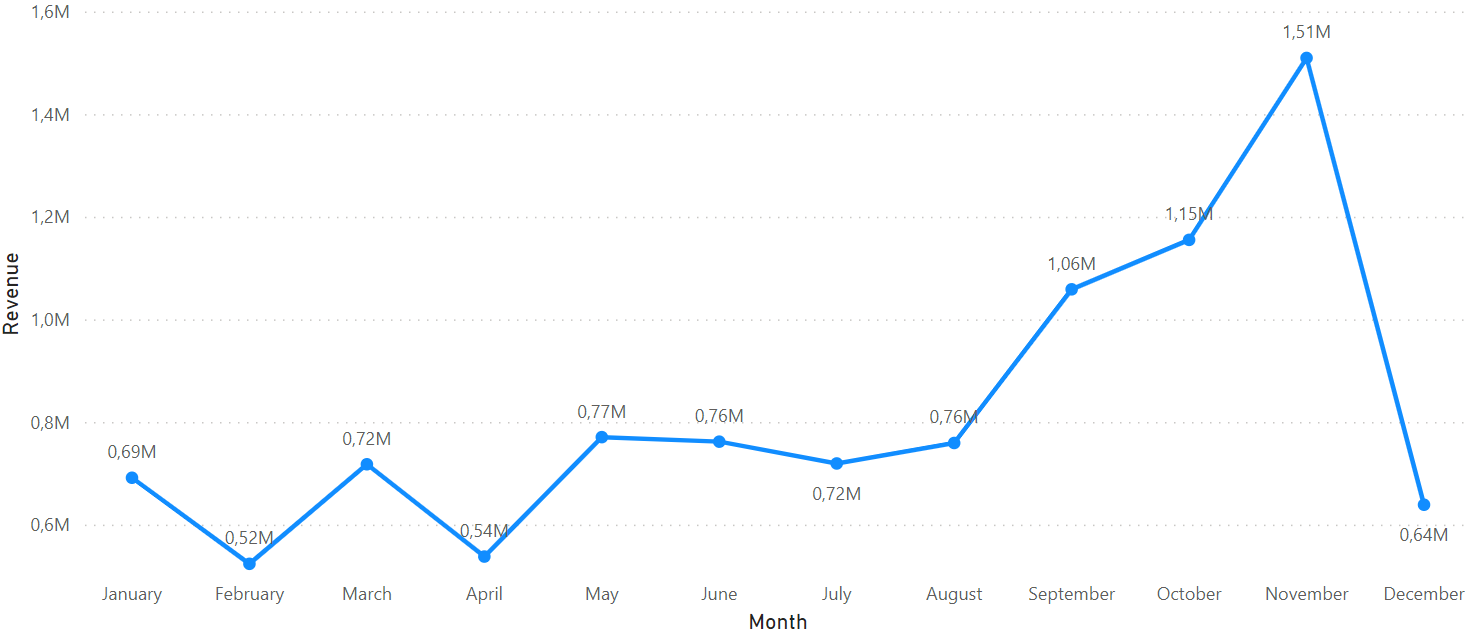 1,6M
1,51M
1,4M
1,2M
1,15M
1,06M
1,0M
0,8M
0,77M
0,76M
0,76M
0,72M
0,69M
0,72M
0,6M
0,54M
0,52M
0,64M
Revenue
January February March April May June July August September October November December
Month